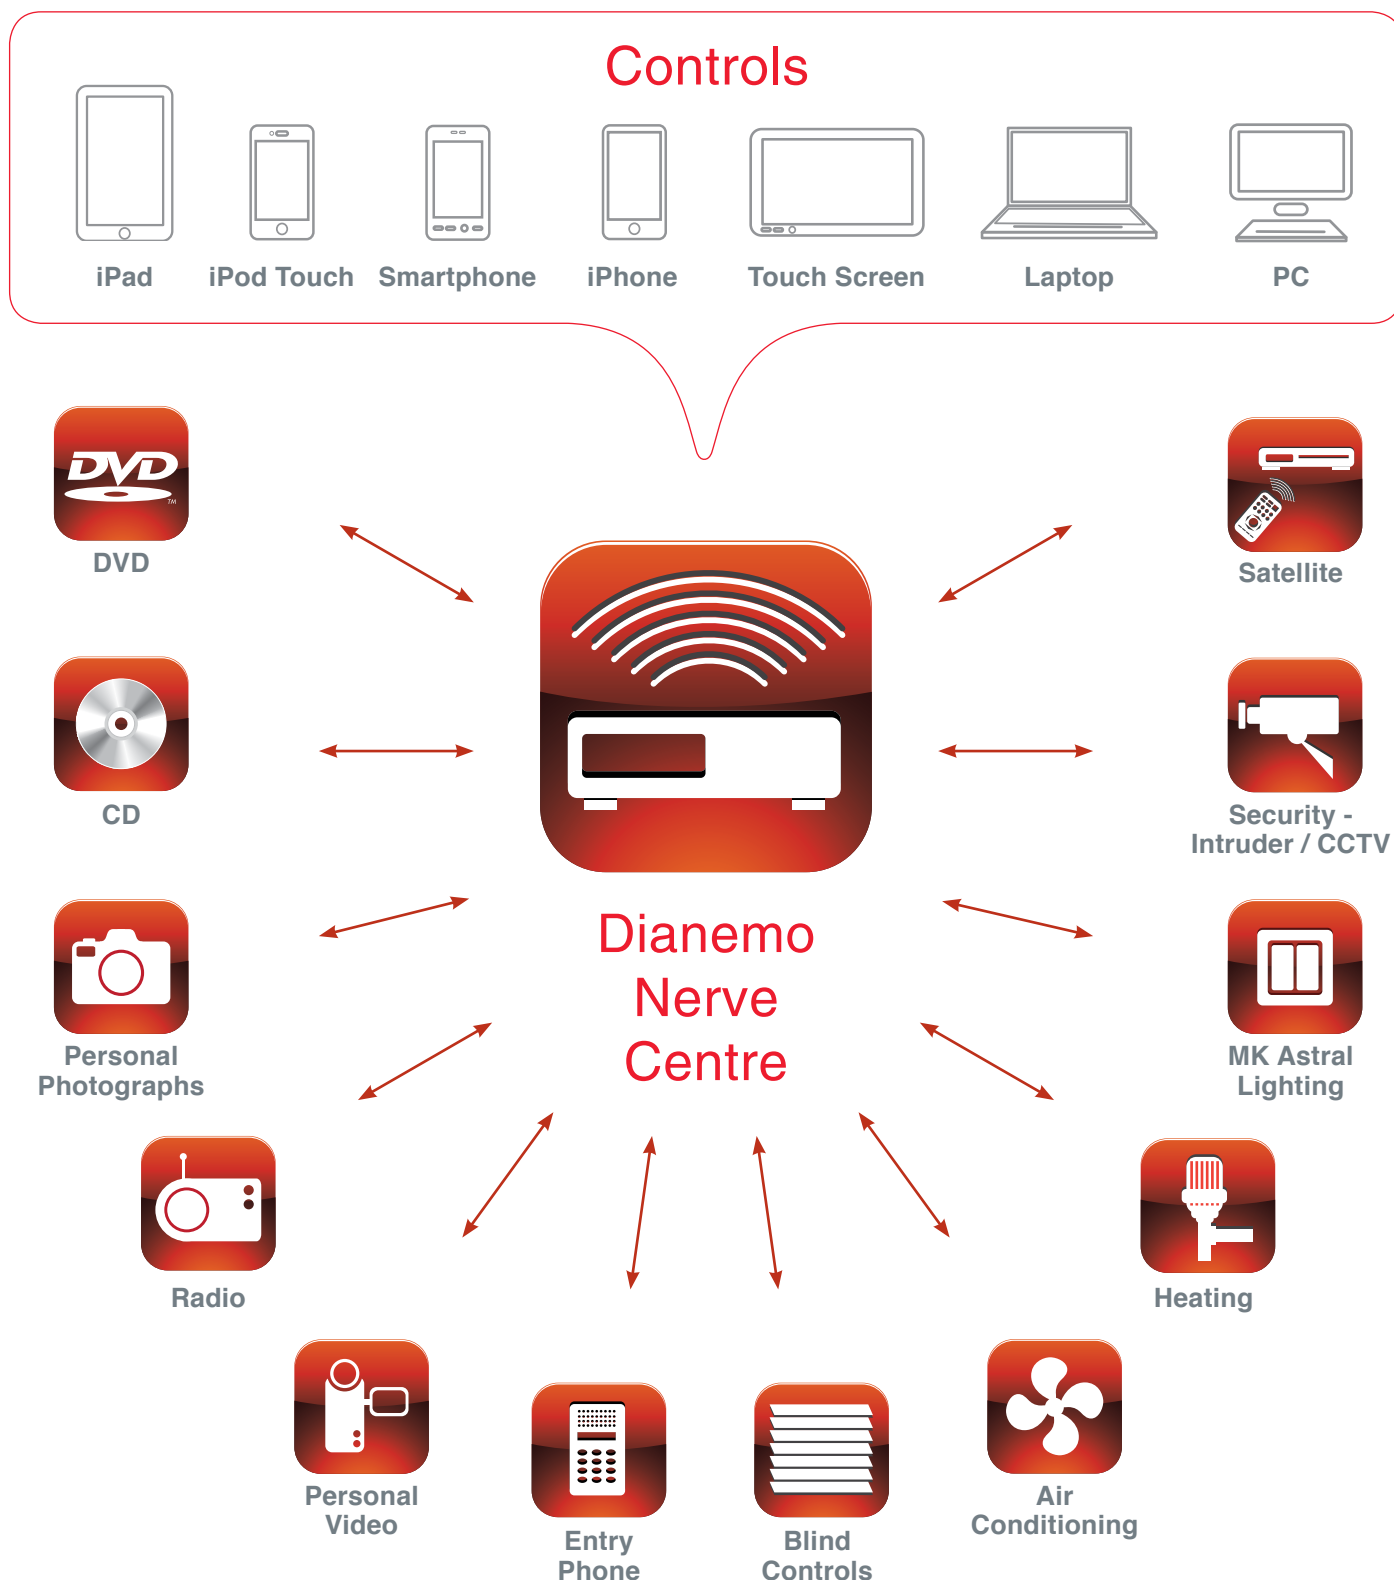 Controls
iPad
iPod Touch
Smartphone
iPhone
Touch Screen
Laptop
PC
DVD
TM
DVD
Satellite
CD
Security -
Intruder / CCTV
Dianemo
Nerve
Centre
Personal
Photographs
MK Astral
Lighting
Radio
Heating
Personal
Video
Entry
Phone
Blind
Controls
Air
Conditioning